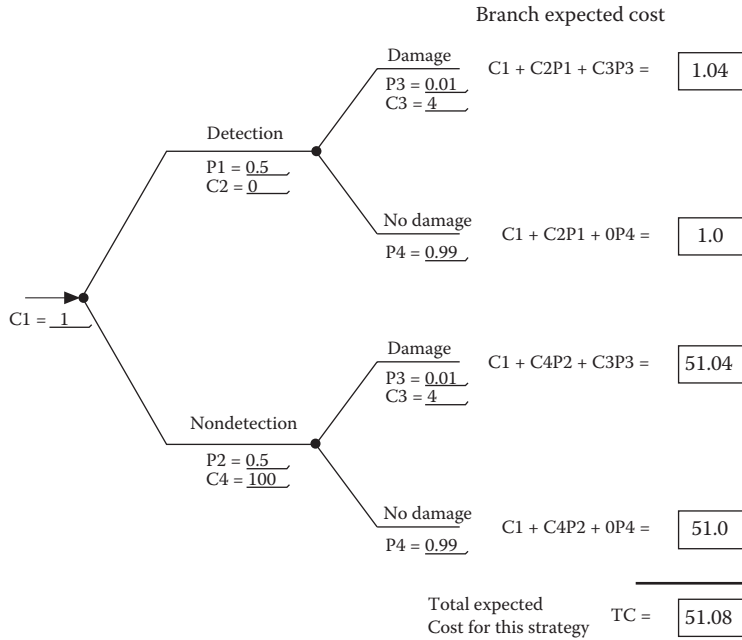 Branch expected cost
Damage
P3 = 0.01
C3 = 4
C1 + C2P1 + C3P3 =
1.04
Detection
P1 = 0.5
C2 = 0
No damage
P4 = 0.99
C1 + C2P1 + 0P4 =
1.0
C1 = 1
Damage
P3 = 0.01
C3 = 4
C1 + C4P2 + C3P3 =
51.04
Nondetection
P2 = 0.5
C4 = 100
No damage
P4 = 0.99
C1 + C4P2 + 0P4 =
51.0
Total expected
Cost for this strategy
TC =
51.08